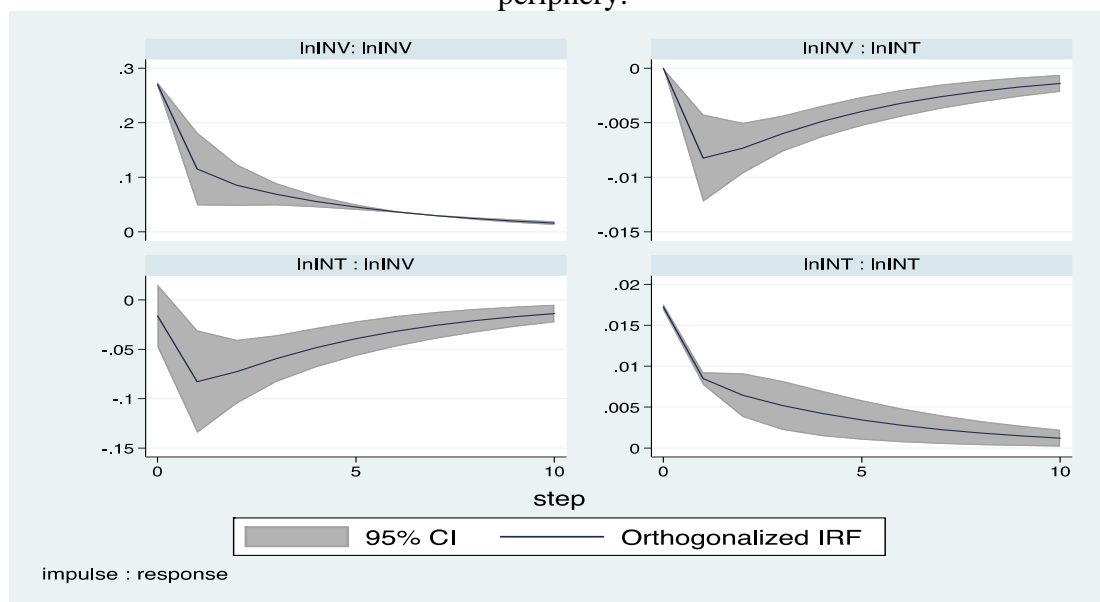 periphery.
lnINV: lnINV
lnINV : lnINT
.3
.2
.1
0
0
-.005
-.01
-.015
lnINT : lnINV
lnINT : lnINT
0
-.05
-.1
-.15
.02
.015
.01
.005
0
0
5
10
0
5
10
step
95% CI
Orthogonalized IRF
impulse : response